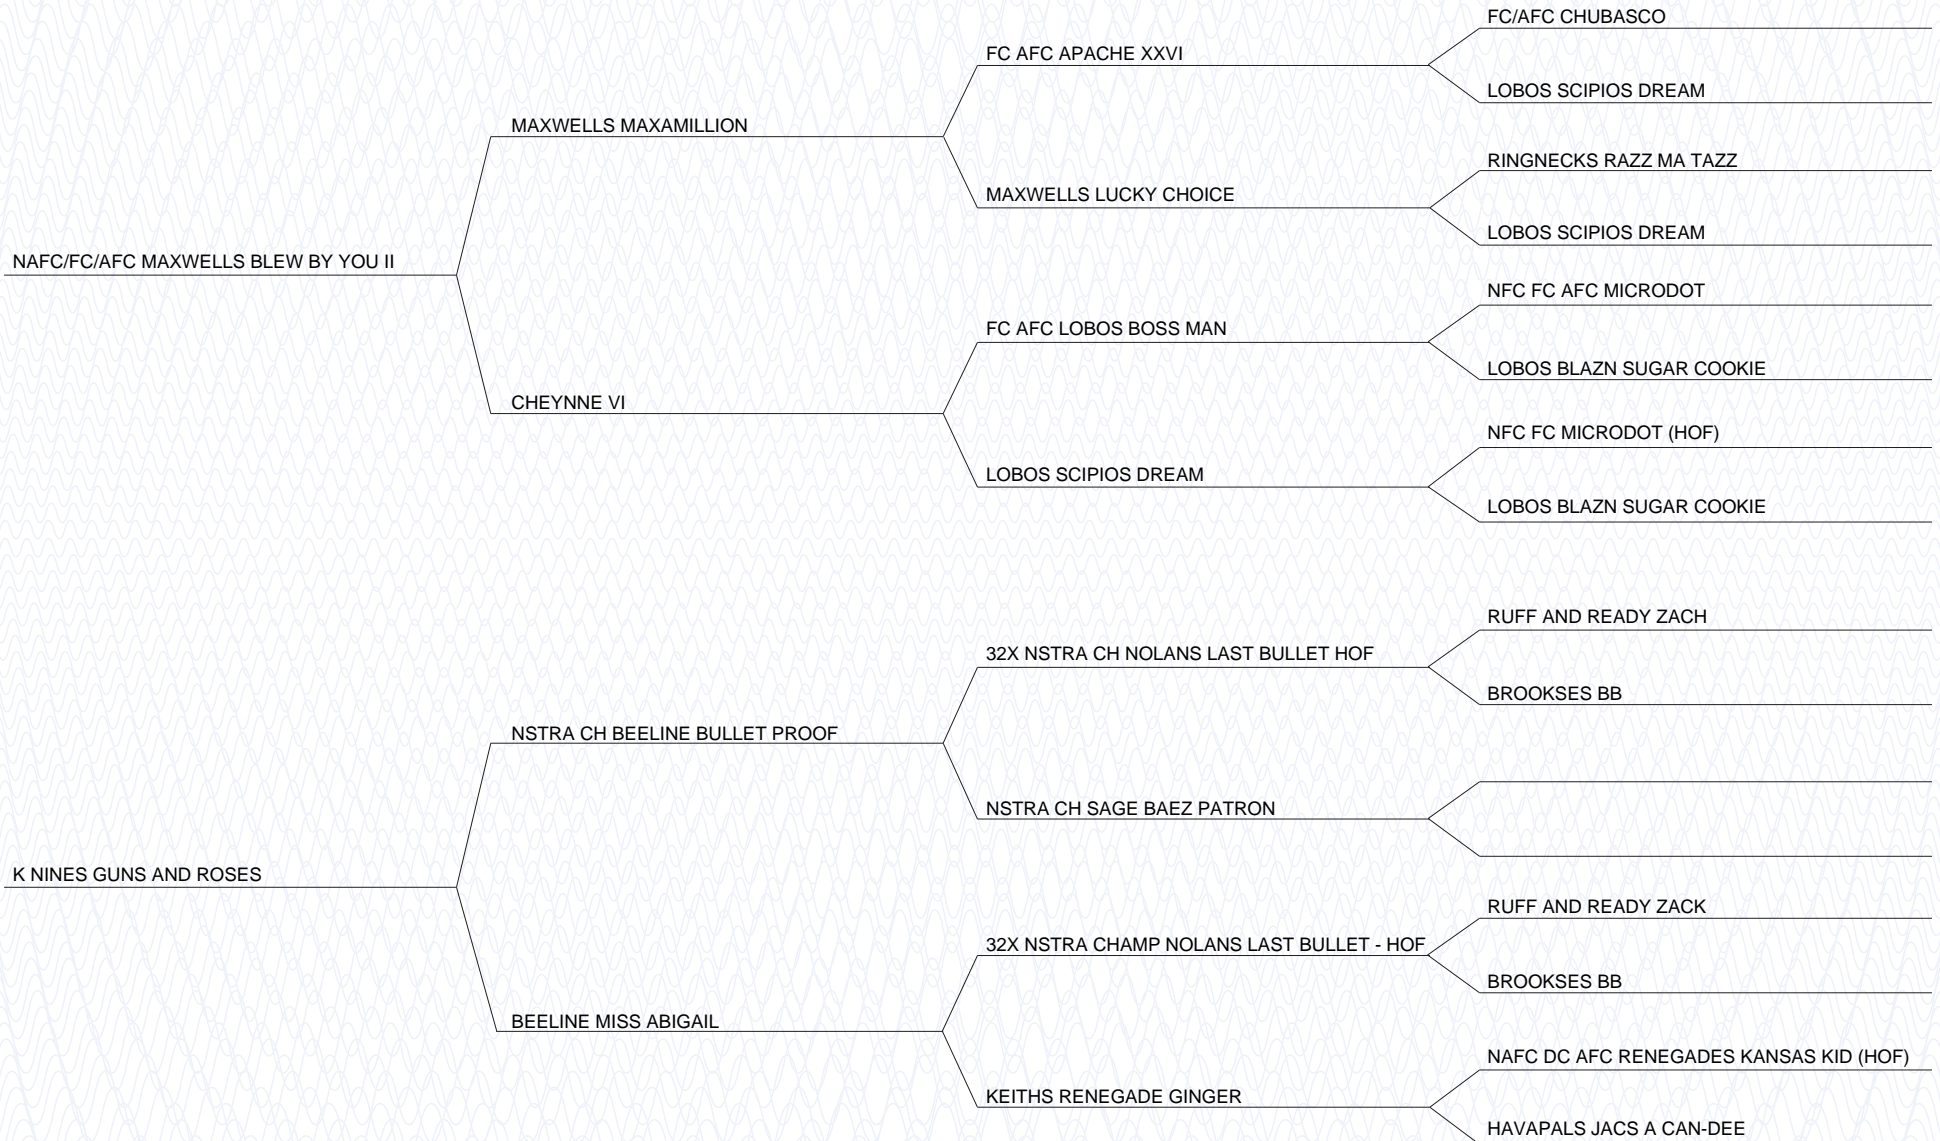 FC/AFC CHUBASCO
FC AFC APACHE XXVI
LOBOS SCIPIOS DREAM
MAXWELLS MAXAMILLION
RINGNECKS RAZZ MA TAZZ
MAXWELLS LUCKY CHOICE
LOBOS SCIPIOS DREAM
NAFC/FC/AFC MAXWELLS BLEW BY YOU II
NFC FC AFC MICRODOT
FC AFC LOBOS BOSS MAN
LOBOS BLAZN SUGAR COOKIE
CHEYNNE VI
NFC FC MICRODOT (HOF)
LOBOS SCIPIOS DREAM
LOBOS BLAZN SUGAR COOKIE
RUFF AND READY ZACH
32X NSTRA CH NOLANS LAST BULLET HOF
BROOKSES BB
NSTRA CH BEELINE BULLET PROOF
NSTRA CH SAGE BAEZ PATRON
K NINES GUNS AND ROSES
RUFF AND READY ZACK
32X NSTRA CHAMP NOLANS LAST BULLET - HOF
BROOKSES BB
BEELINE MISS ABIGAIL
NAFC DC AFC RENEGADES KANSAS KID (HOF)
KEITHS RENEGADE GINGER
HAVAPALS JACS A CAN-DEE